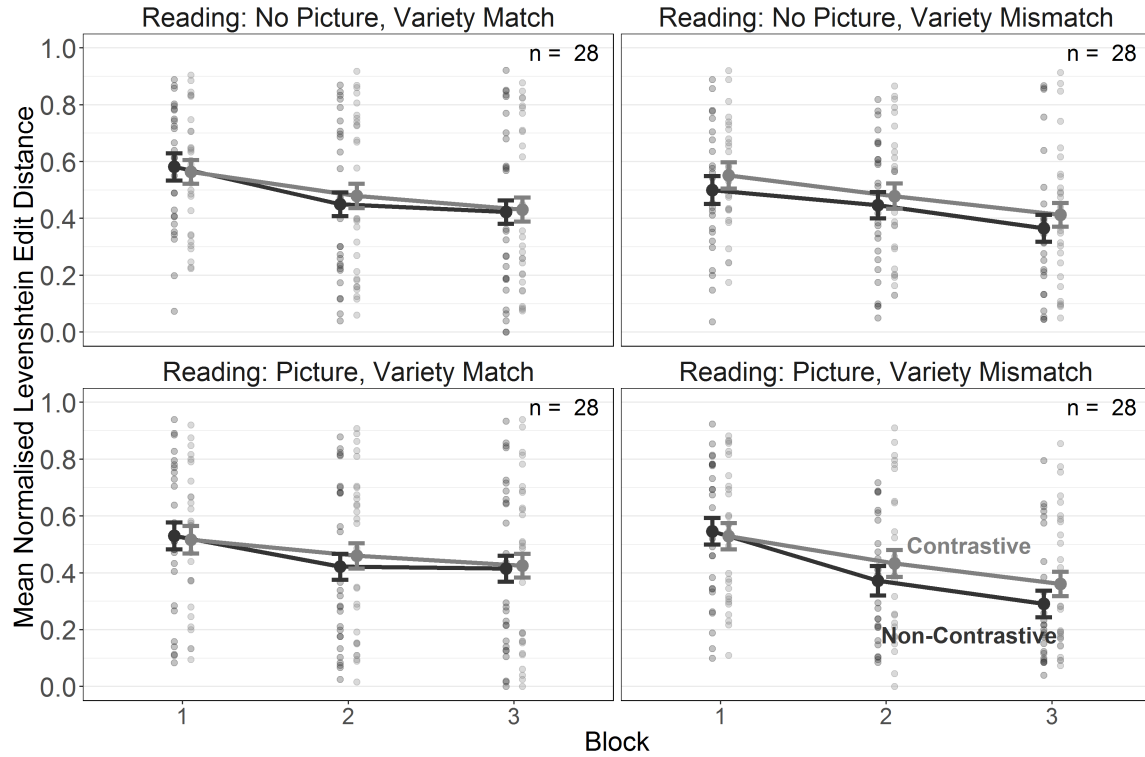 Reading: No Picture, Variety Match
Reading: No Picture, Variety Mismatch
n = 28
n = 28
1.0
0.8
0.6
0.4
0.2
0.0
Mean Normalised Levenshtein Edit Distance
Reading: Picture, Variety Match
Reading: Picture, Variety Mismatch
n = 28
n = 28
1.0
0.8
0.6
0.4
0.2
0.0
Contrastive
Non-Contrastive
1 2 3
1 2 3
Block